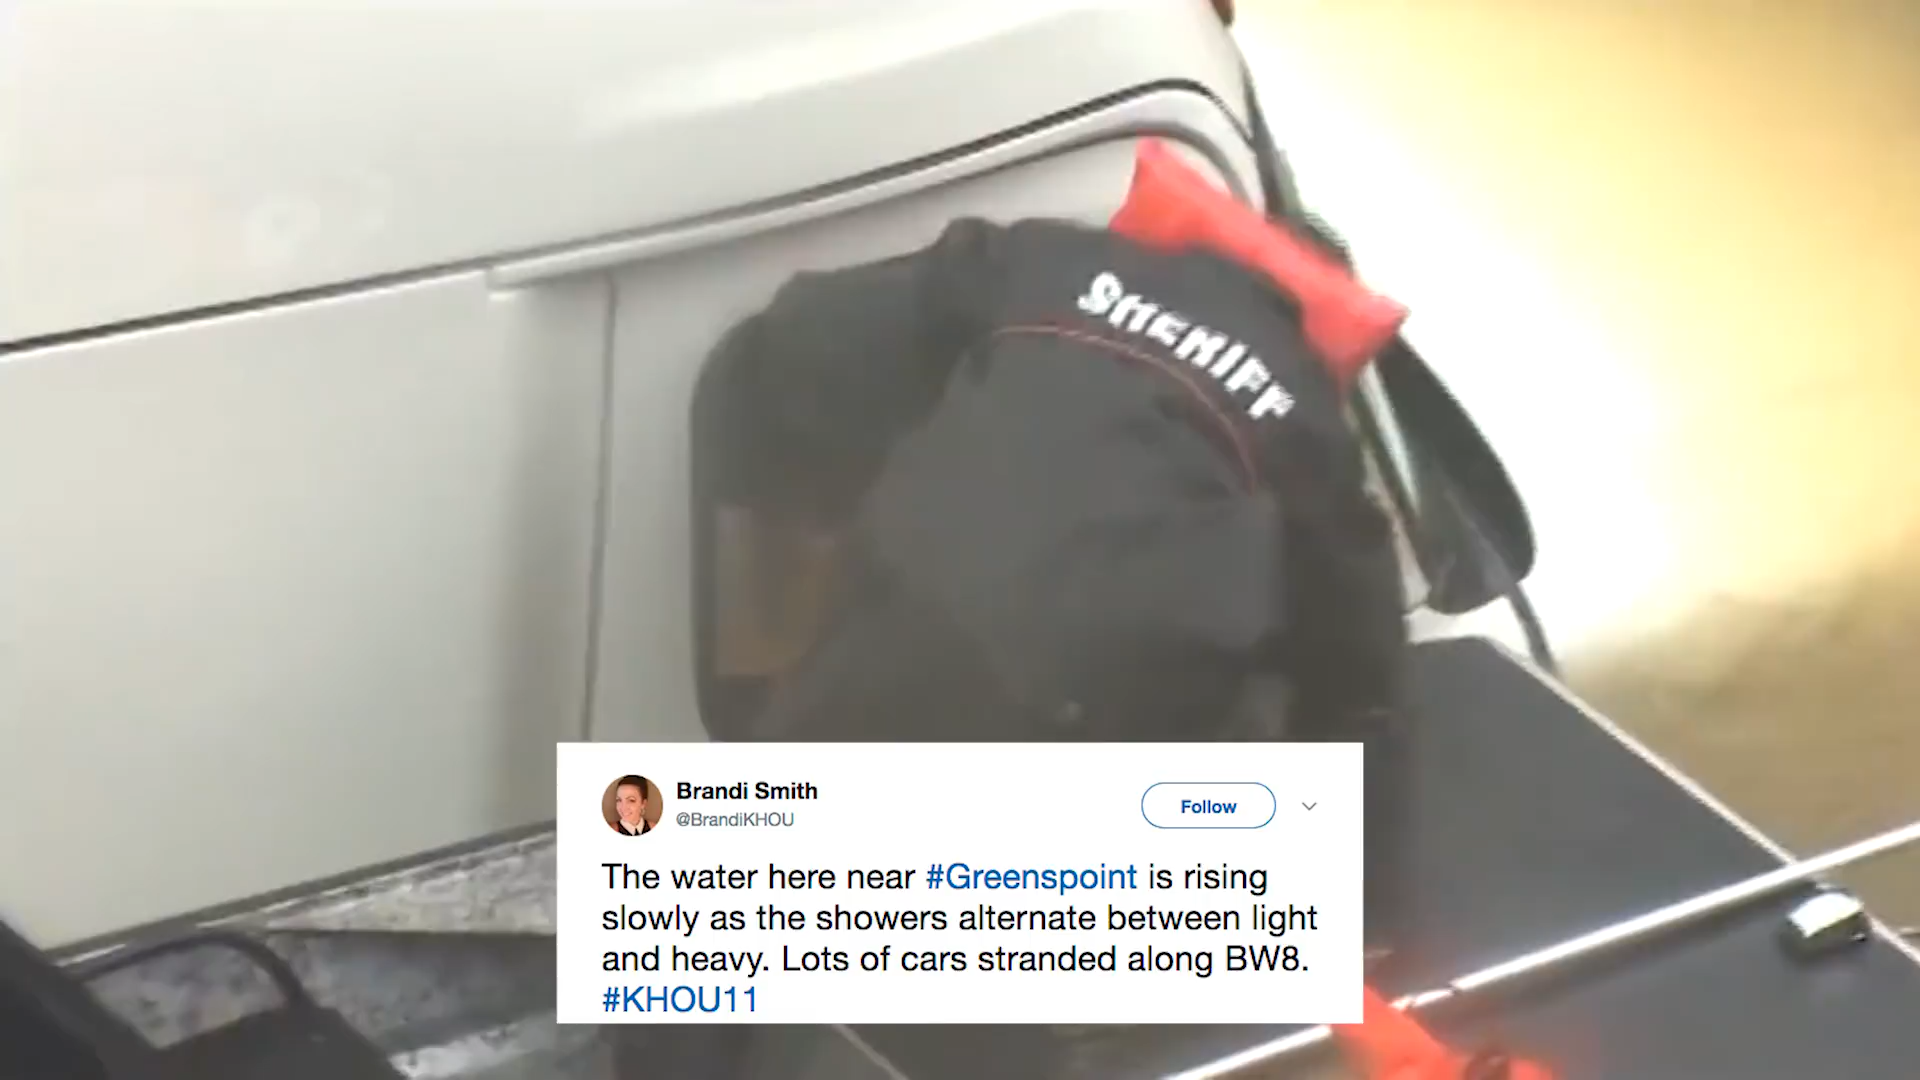 SHERIFF
Brandi Smith
@BrandiKHOU
Follow
The water here near #Greenspoint is rising
slowly as the showers alternate between light
and heavy. Lots of cars stranded along BW8.
#KHOU11